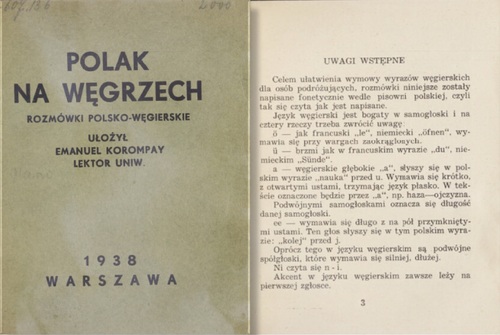 POLAK
NA WĘGRZECH
ROZMÓWKI POLSKO-WĘGIERSKIE
UŁOŻYŁ
EMANUEL KOROMPAY
LEKTOR UNIW.
1938
WARSZAWA
UWAGI WSTĘPNE
Celem ułatwienia wymowy wyrazów węgierskich
dla osób podróżujących, rozmówki niniejsze zostały
napisane fonetycznie wedle pisowni polskiej, czyli
tak się czyta jak jest napisane.
Język węgierski jest bogaty w samogłoski i na
cztery rzeczy trzeba zwrócić uwagę:
ö — jak francuski „le", niemiecki „öfnen", wy-
mawia się przy wargach zaokrąglonych.
ü — brzmi jak w francuskim wyrazie „du", nie-
mieckim „Sünde".
a — węgierskie głębokie „a", słyszy się w pol-
skim wyrazie „nauka" przed u. Wymawia się krótko,
z otwartymi ustami, trzymając język płasko. W tek-
ście oznaczone będzie przez „a", np. haza—ojczyzna.
Podwójnymi samogłoskami oznacza się długość
danej samogłoski.
ee — wymawia się długo z na pół przymknięty-
mi ustami. Ten głos słyszy się w tym polskim wyra-
zie: „kolej" przed j.
Oprócz tego w języku węgierskim są podwójne
spółgłoski, które wymawia się silniej, dłużej.
Ni czyta się n - i.
Akcent w języku węgierskim zawsze leży na
pierwszej zgłosce.
3